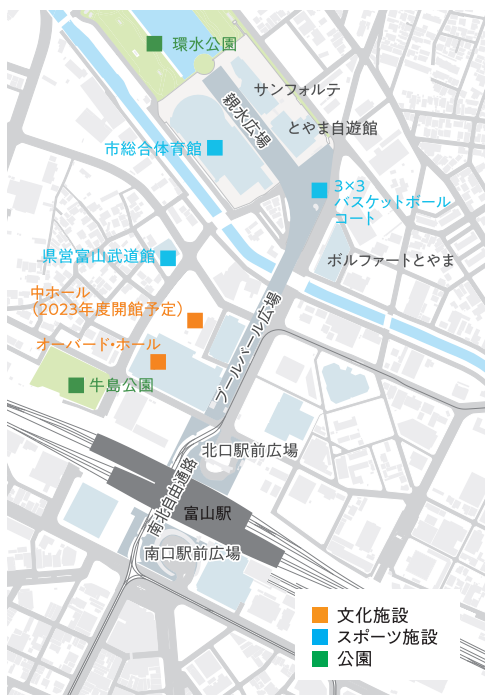 環水公園
サンフォルテ
親水広場
とやま自遊館
市総合体育館
3×3
バスケットボール
コート
県営富山武道館
ボルファートとやま
中ホール
(2023年度開館予定)
ブールバール広場
オーバード・ホール
牛島公園
北口駅前広場
南北自由通路
富山駅
南口駅前広場
文化施設
スポーツ施設
公園